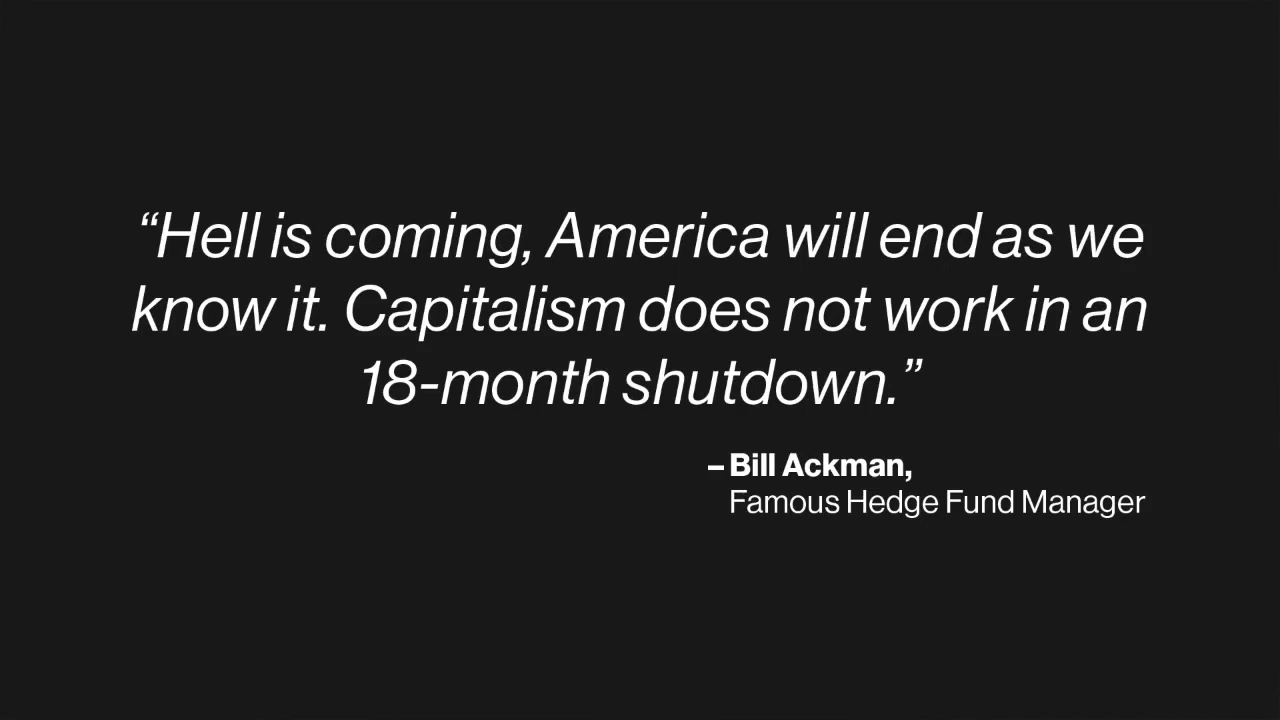 “Hell is coming, America will end as we
know it. Capitalism does not work in an
18-month shutdown.”
– Bill Ackman,
Famous Hedge Fund Manager